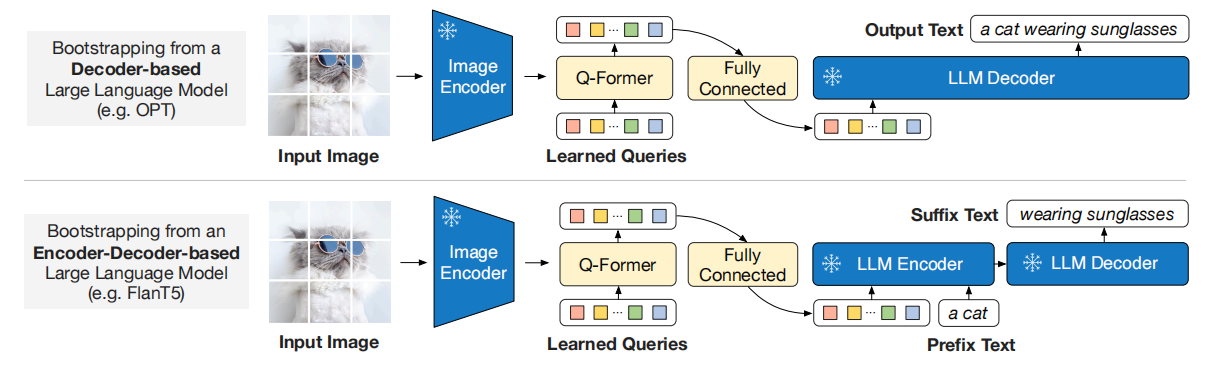 Bootstrapping from a
Decoder-based
Large Language Model
(e.g. OPT)
Input Image
Image
Encoder
Q-Former
Learned Queries
Fully
Connected
Output Text
a cat wearing sunglasses
LLM Decoder
Bootstrapping from an
Encoder-Decoder-based
Large Language Model
(e.g. FlanT5)
Input Image
Image
Encoder
Q-Former
Learned Queries
Fully
Connected
Suffix Text
wearing sunglasses
LLM Encoder
LLM Decoder
a cat
Prefix Text